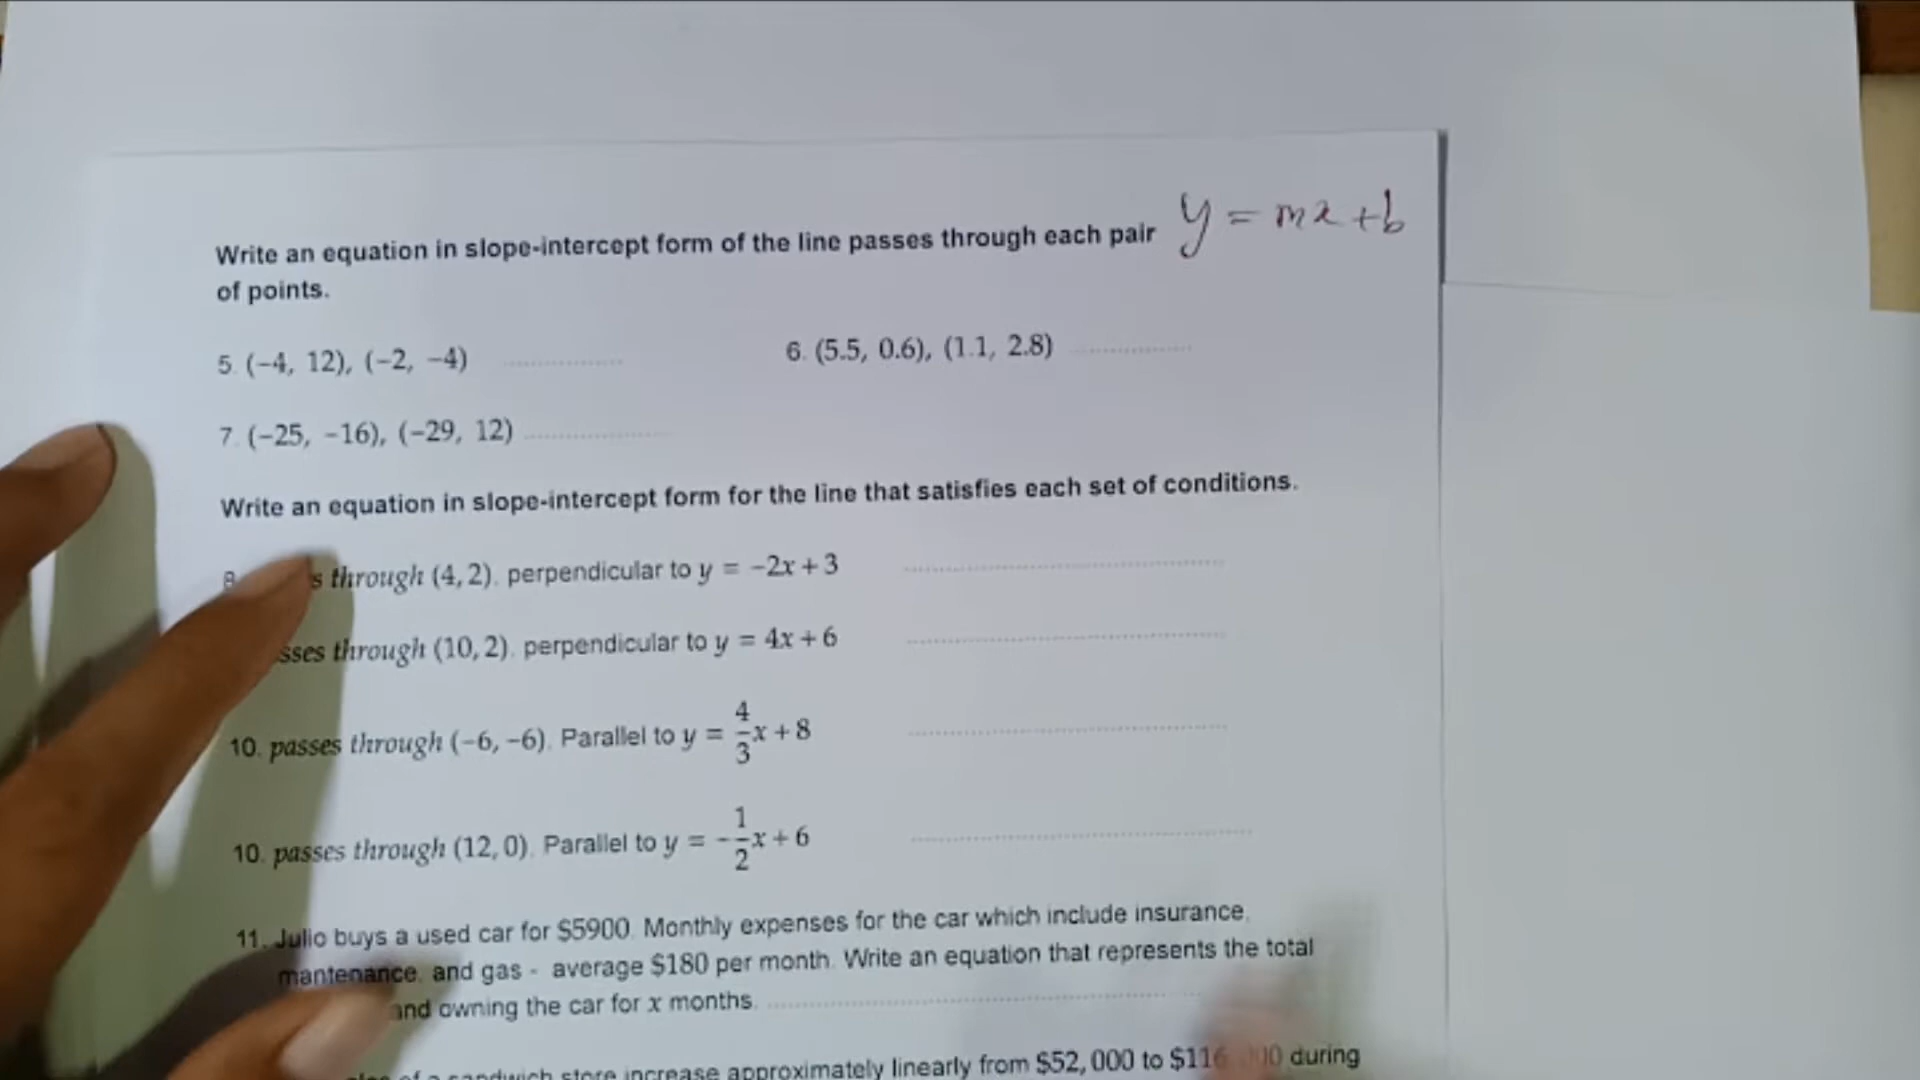 Write an equation in slope-intercept form of the line passes through each pair y = mx+b
of points.
5. (−4, 12), (−2, −4) ....................
6. (5.5, 0.6), (1.1, 2.8) ....................
7. (−25, −16), (−29, 12) ....................
Write an equation in slope-intercept form for the line that satisfies each set of conditions.
through (4, 2). perpendicular to y = −2x + 3 ....................
through (10, 2). perpendicular to y = 4x + 6 ....................
10. passes through (−6, −6). Parallel to y = 4/3 x + 8 ....................
10. passes through (12, 0). Parallel to y = −1/2 x + 6 ....................
11. Julio buys a used car for $5900. Monthly expenses for the car which include insurance,
mantenance, and gas - average $180 per month. Write an equation that represents the total
and owning the car for x months. ....................
of a sandwich store increase approximately linearly from $52, 000 to during